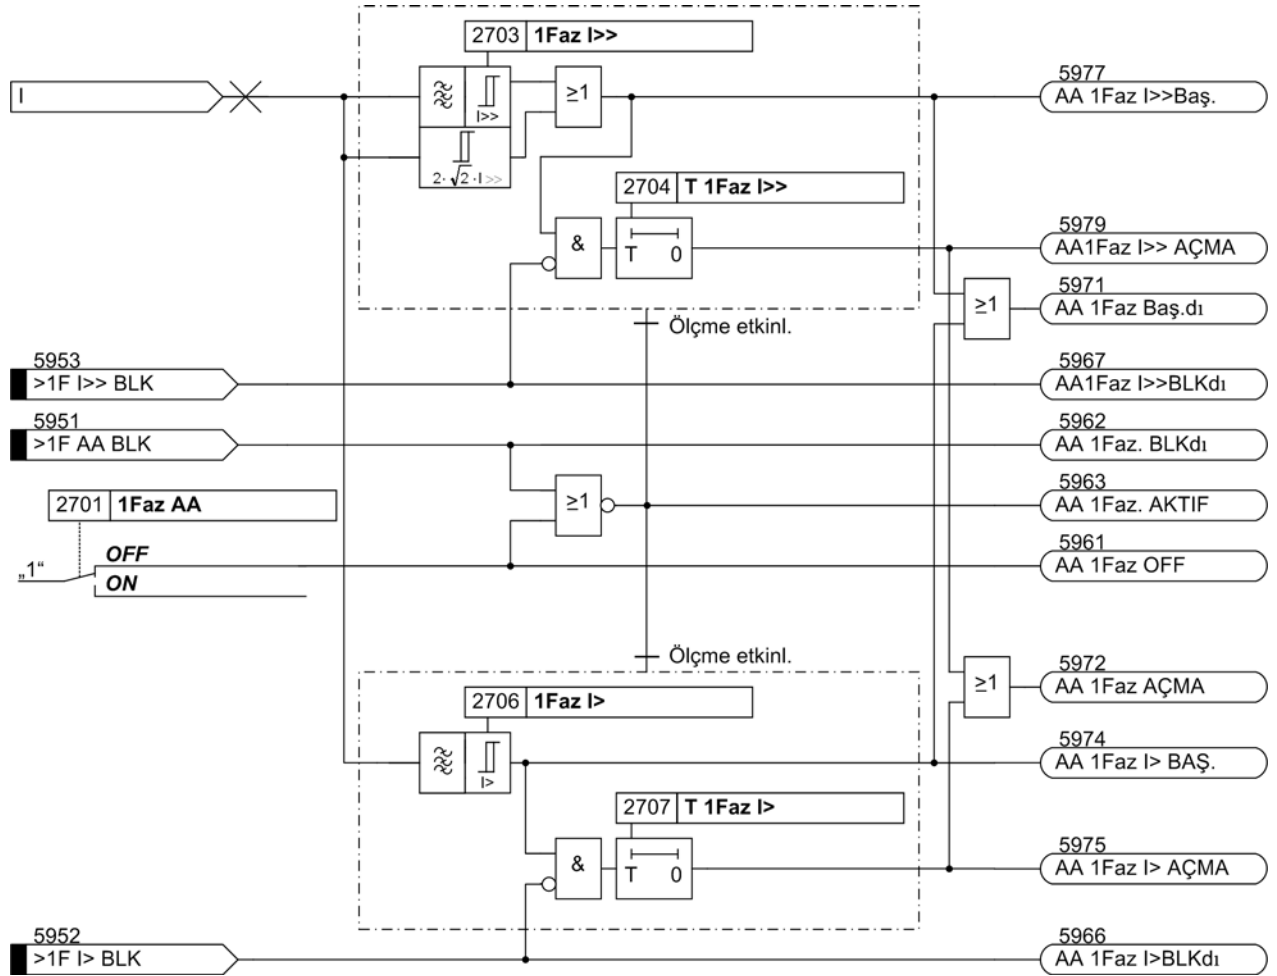 2703 1Faz I>>
I
I>>
≥1
2·√2·I>>
5977
AA 1Faz I>>Baş.
2704 T 1Faz I>>
&
T 0
5979
AA1Faz I>> AÇMA
5971
AA 1Faz Baş.dı
≥1
Ölçme etkinl.
5953
>1F I>> BLK
5967
AA1Faz I>>BLKdı
5951
>1F AA BLK
5962
AA 1Faz. BLKdı
2701 1Faz AA
≥1
5963
AA 1Faz. AKTIF
„1“
OFF
ON
5961
AA 1Faz OFF
Ölçme etkinl.
≥1
5972
AA 1Faz AÇMA
2706 1Faz I>
I>
5974
AA 1Faz I> BAŞ.
2707 T 1Faz I>
&
T 0
5975
AA 1Faz I> AÇMA
5952
>1F I> BLK
5966
AA 1Faz I>BLKdı